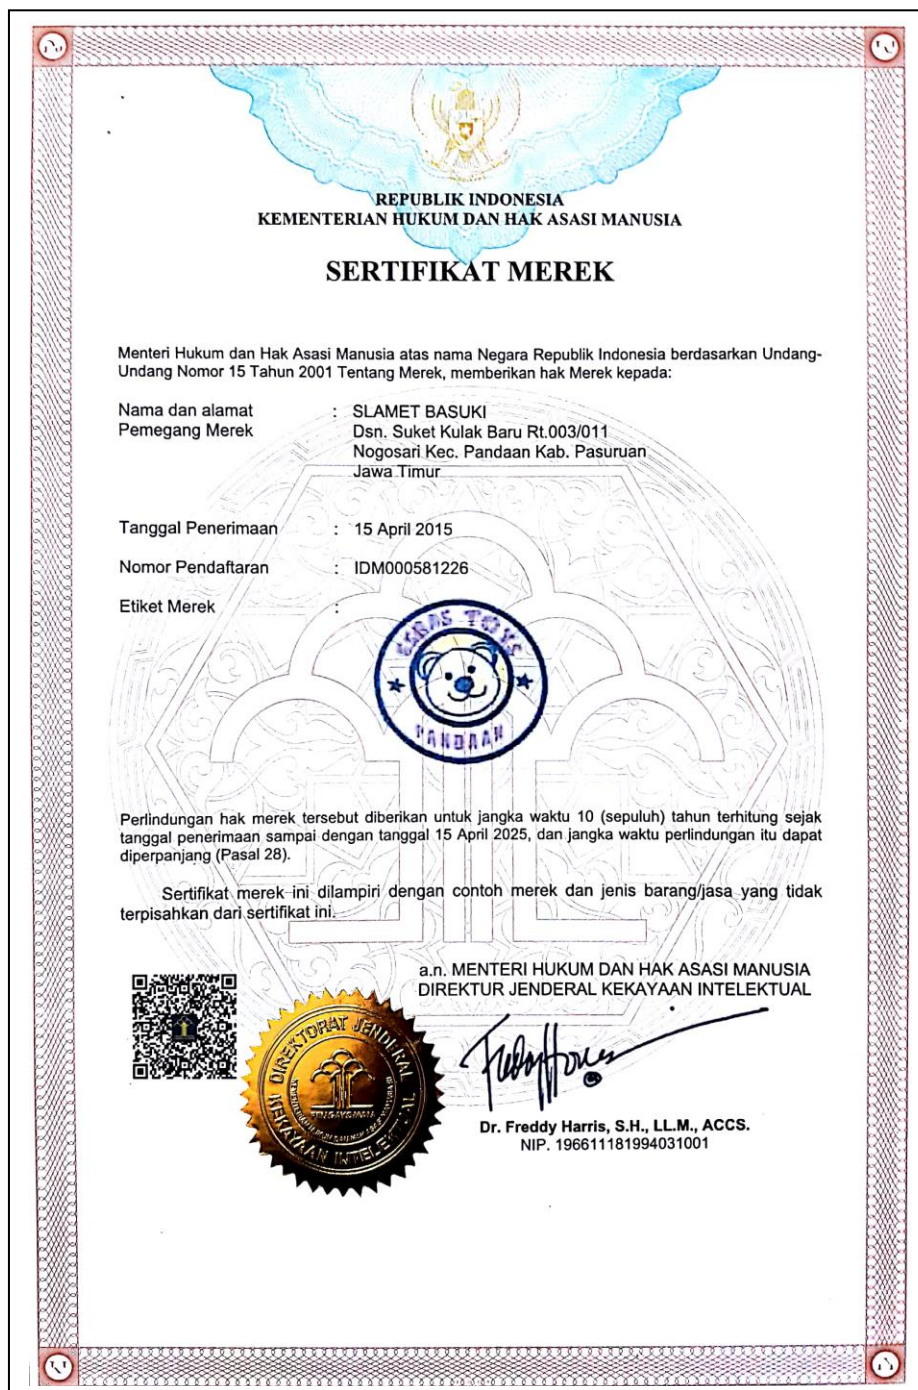 REPUBLIK INDONESIA
KEMENTERIAN HUKUM DAN HAK ASASI MANUSIA
SERTIFIKAT MEREK
Menteri Hukum dan Hak Asasi Manusia atas nama Negara Republik Indonesia berdasarkan Undang-
Undang Nomor 15 Tahun 2001 Tentang Merek, memberikan hak Merek kepada:
Nama dan alamat : SLAMET BASUKI
Pemegang Merek Dsn. Suket Kulak Baru Rt.003/011
Nogosari Kec. Pandaan Kab. Pasuruan
Jawa Timur
Tanggal Penerimaan : 15 April 2015
Nomor Pendaftaran : IDM000581226
Etiket Merek :
TOYS
PANDAAN
Perlindungan hak merek tersebut diberikan untuk jangka waktu 10 (sepuluh) tahun terhitung sejak
tanggal penerimaan sampai dengan tanggal 15 April 2025, dan jangka waktu perlindungan itu dapat
diperpanjang (Pasal 28).
Sertifikat merek ini dilampiri dengan contoh merek dan jenis barang/jasa yang tidak
terpisahkan dari sertifikat ini.
a.n. MENTERI HUKUM DAN HAK ASASI MANUSIA
DIREKTUR JENDERAL KEKAYAAN INTELEKTUAL
DIREKTORAT JENDERAL
KEKAYAAN INTELEKTUAL
PENGAYOMAN
Dr. Freddy Harris, S.H., LL.M., ACCS.
NIP. 196611181994031001